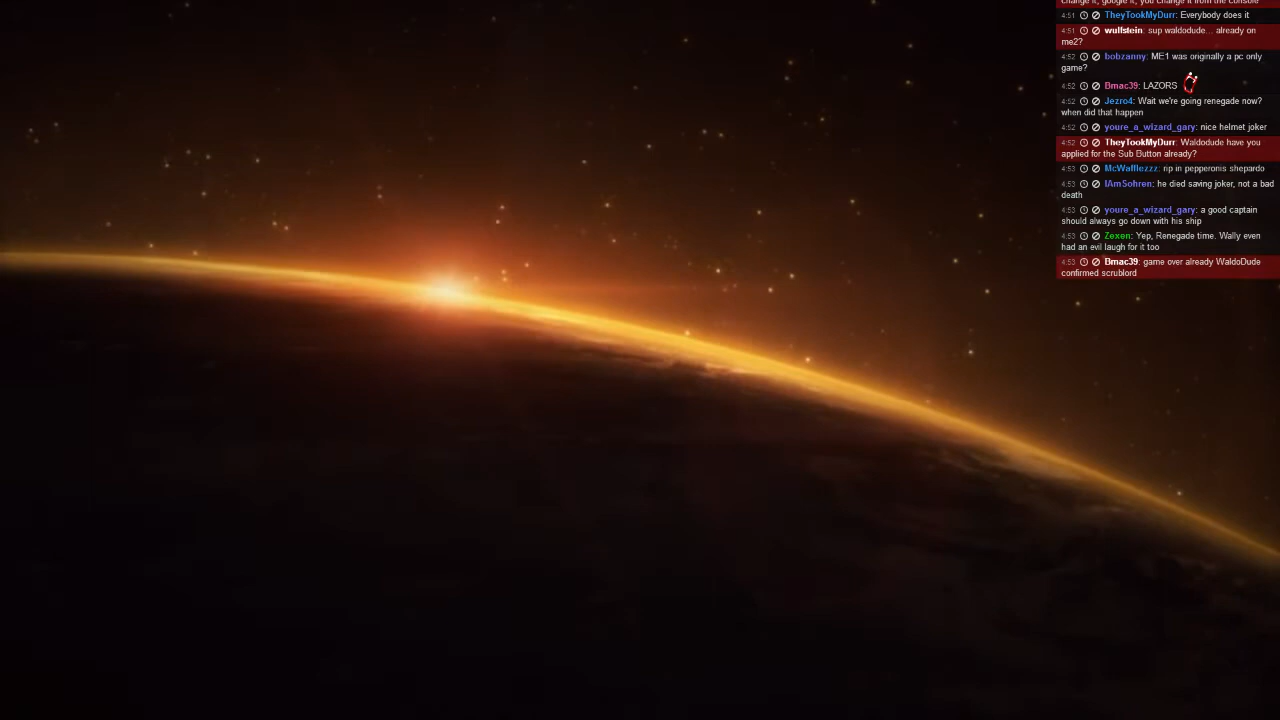 change it, google it, you change it from the console
4:51 TheyTookMyDurr: Everybody does it
4:51 wulfstein: sup waldodude... already on
me2?
4:52 bobzanny: ME1 was originally a pc only
game?
4:52 Bmac39: LAZORS
4:52 Jezro4: Wait we're going renegade now?
when did that happen
4:52 youre_a_wizard_gary: nice helmet joker
4:52 TheyTookMyDurr: Waldodude have you
applied for the Sub Button already?
4:53 McWafflezzz: rip in pepperonis shepardo
4:53 IAmSohren: he died saving joker, not a bad
death
4:53 youre_a_wizard_gary: a good captain
should always go down with his ship
4:53 Zexen: Yep, Renegade time. Wally even
had an evil laugh for it too
4:53 Bmac39: game over already WaldoDude
confirmed scrublord